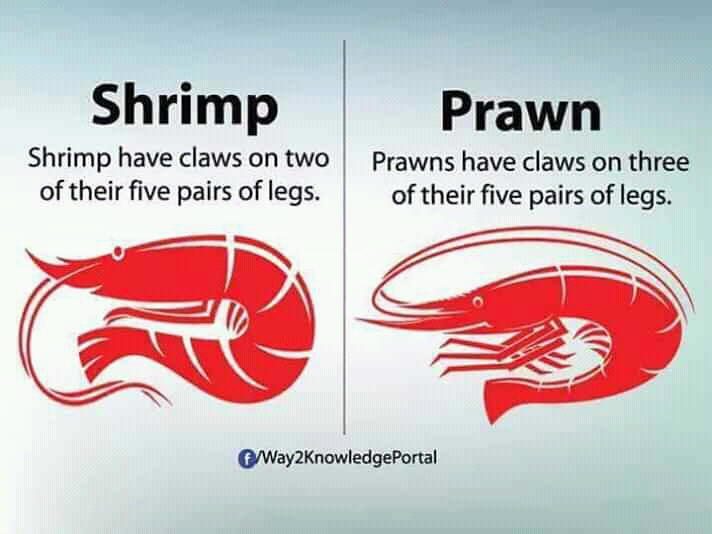 Shrimp
Shrimp have claws on two
of their five pairs of legs.
Prawn
Prawns have claws on three
of their five pairs of legs.
f/Way2KnowledgePortal